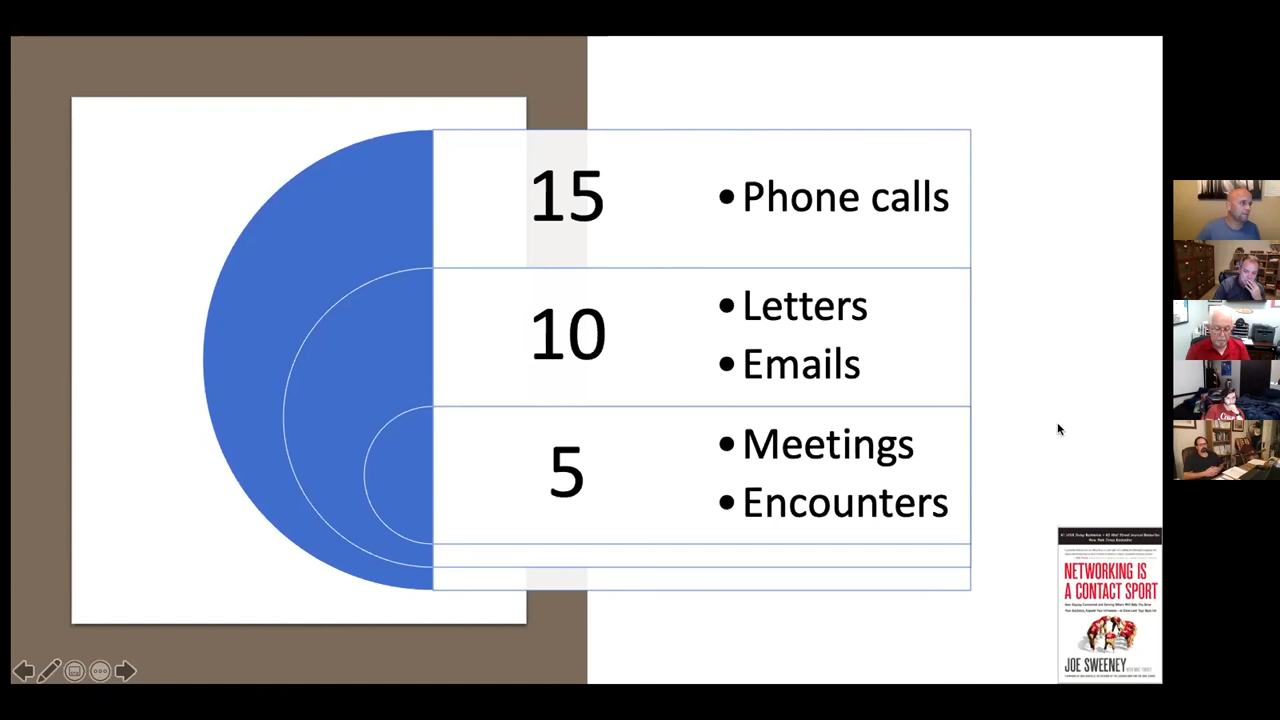 15
•Phone calls
10
•Letters
•Emails
5
•Meetings
•Encounters
NETWORKING IS
A CONTACT SPORT
JOE SWEENEY